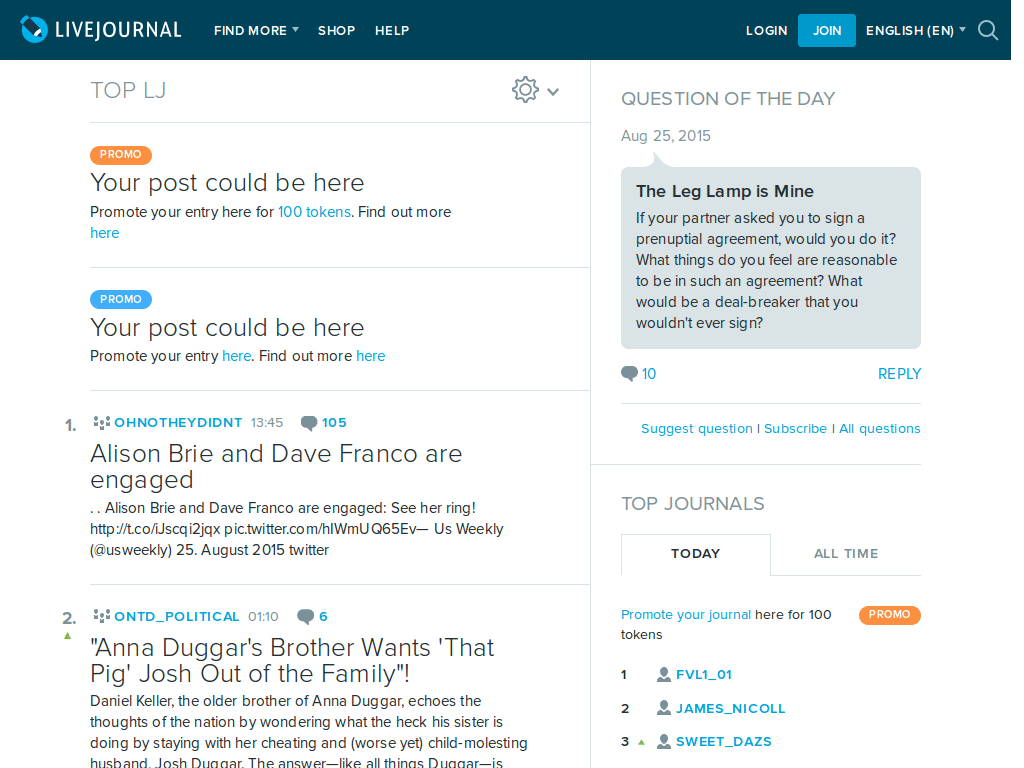 LIVEJOURNAL FIND MORE SHOP HELP LOGIN JOIN ENGLISH (EN)
TOP LJ
PROMO
Your post could be here
Promote your entry here for 100 tokens. Find out more
here
PROMO
Your post could be here
Promote your entry here. Find out more here
1. OHNOTHEYDIDNT 13:45 105
Alison Brie and Dave Franco are
engaged
. . Alison Brie and Dave Franco are engaged: See her ring!
http://t.co/iJscqi2jqx pic.twitter.com/hIWmUQ65Ev— Us Weekly
(@usweekly) 25. August 2015 twitter
2. ONTD_POLITICAL 01:10 6
"Anna Duggar's Brother Wants 'That
Pig' Josh Out of the Family"!
Daniel Keller, the older brother of Anna Duggar, echoes the
thoughts of the nation by wondering what the heck his sister is
doing by staying with her cheating and (worse yet) child-molesting
husband, Josh Duggar. The answer—like all things Duggar—is
QUESTION OF THE DAY
Aug 25, 2015
The Leg Lamp is Mine
If your partner asked you to sign a
prenuptial agreement, would you do it?
What things do you feel are reasonable
to be in such an agreement? What
would be a deal-breaker that you
wouldn't ever sign?
10 REPLY
Suggest question | Subscribe | All questions
TOP JOURNALS
TODAY ALL TIME
Promote your journal here for 100 PROMO
tokens
1 FVL1_01
2 JAMES_NICOLL
3 SWEET_DAZS